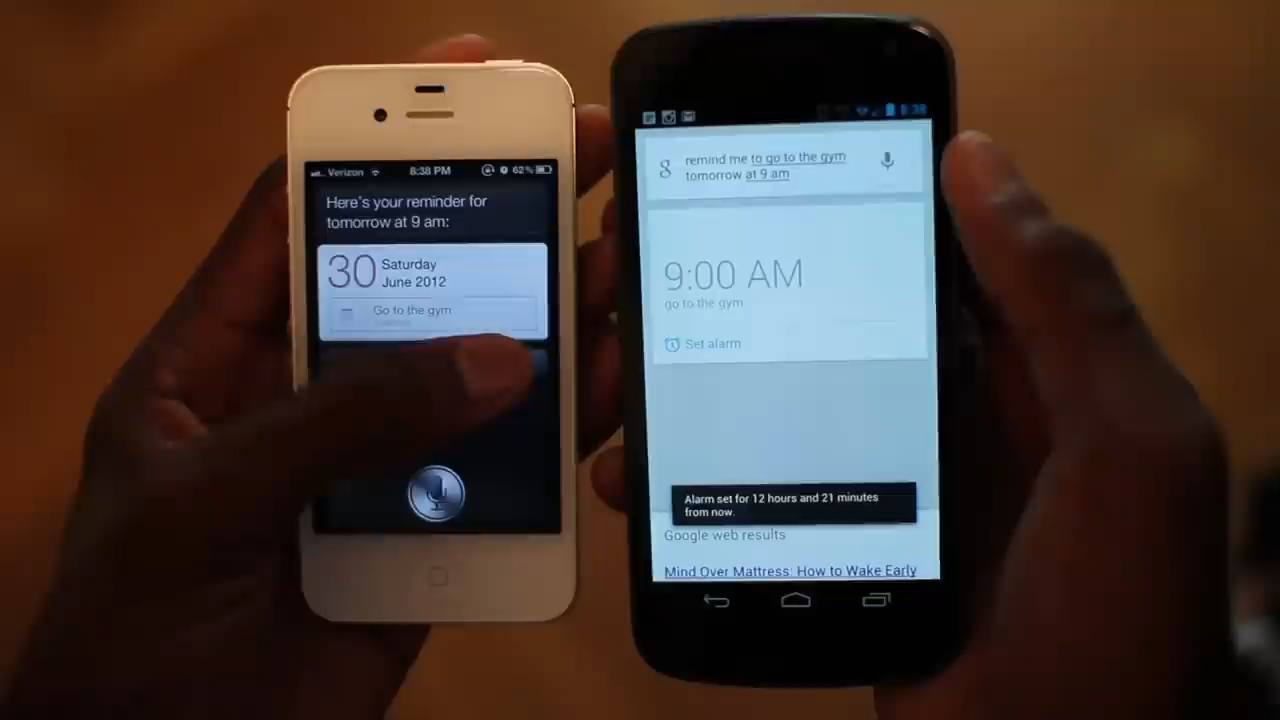 Verizon 8:38 PM 62%
Here's your reminder for
tomorrow at 9 am:
30 Saturday
June 2012
Go to the gym
8:38
g remind me to go to the gym
tomorrow at 9 am
9:00 AM
go to the gym
Set alarm
Alarm set for 12 hours and 21 minutes
from now.
Google web results
Mind Over Mattress: How to Wake Early